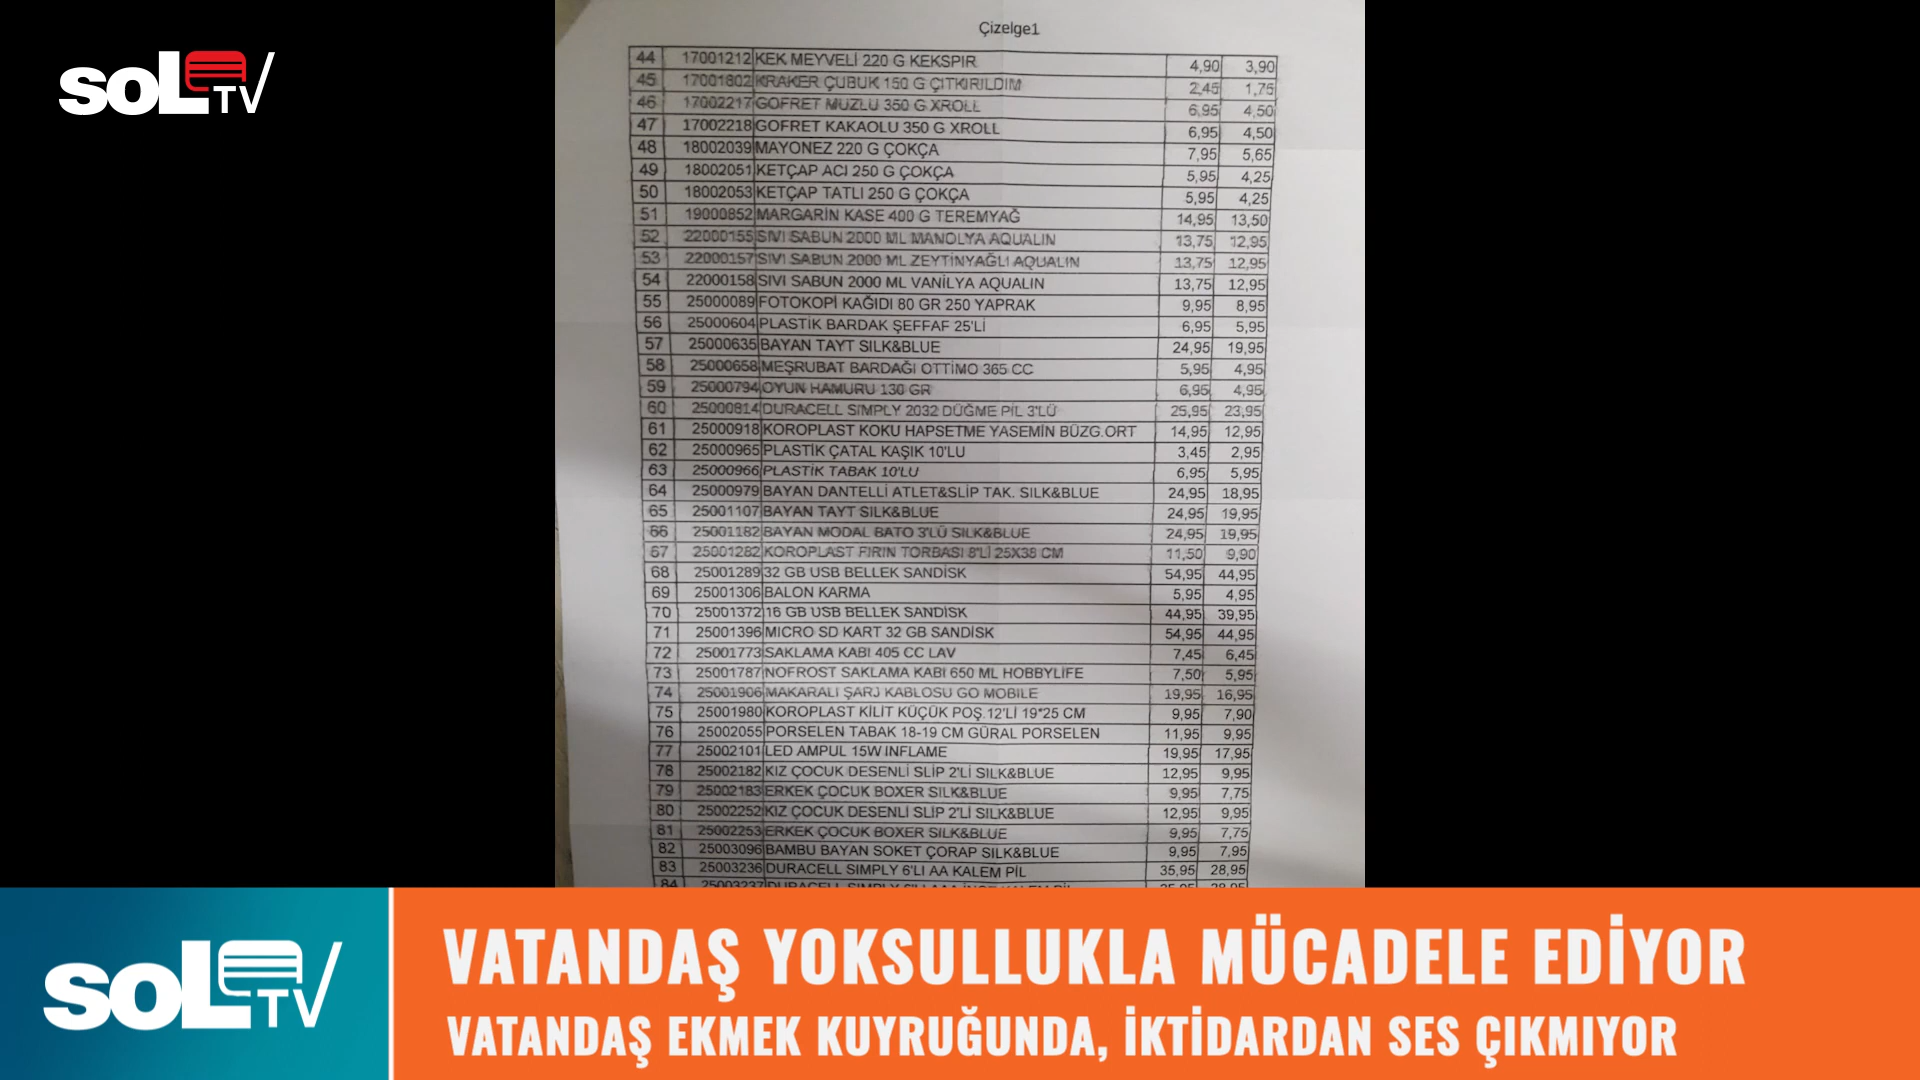 soL TV
Çizelge1
44 17001212 KEK MEYVELİ 220 G KEKSPIR 4,90 3,90
45 17001802 KRAKER ÇUBUK 150 G ÇITKIRILDIM 2,45 1,75
46 17002217 GOFRET MUZLU 350 G XROLL 6,95 4,50
47 17002218 GOFRET KAKAOLU 350 G XROLL 6,95 4,50
48 18002039 MAYONEZ 220 G ÇOKÇA 7,95 5,65
49 18002051 KETÇAP ACI 250 G ÇOKÇA 5,95 4,25
50 18002053 KETÇAP TATLI 250 G ÇOKÇA 5,95 4,25
51 19000852 MARGARİN KASE 400 G TEREMYAĞ 14,95 13,50
52 22000155 SIVI SABUN 2000 ML MANOLYA AQUALIN 13,75 12,95
53 22000157 SIVI SABUN 2000 ML ZEYTİNYAĞLI AQUALIN 13,75 12,95
54 22000158 SIVI SABUN 2000 ML VANİLYA AQUALIN 13,75 12,95
55 25000089 FOTOKOPİ KAĞIDI 80 GR 250 YAPRAK 9,95 8,95
56 25000604 PLASTİK BARDAK ŞEFFAF 25'Lİ 6,95 5,95
57 25000635 BAYAN TAYT SILK&BLUE 24,95 19,95
58 25000658 MEŞRUBAT BARDAĞI OTTİMO 365 CC 5,95 4,95
59 25000794 OYUN HAMURU 130 GR 6,95 4,95
60 25000814 DURACELL SIMPLY 2032 DÜĞME PİL 3'LÜ 25,95 23,95
61 25000918 KOROPLAST KOKU HAPSETME YASEMİN BÜZG.ORT 14,95 12,95
62 25000965 PLASTİK ÇATAL KAŞIK 10'LU 3,45 2,95
63 25000966 PLASTİK TABAK 10'LU 6,95 5,95
64 25000979 BAYAN DANTELLİ ATLET&SLİP TAK. SILK&BLUE 24,95 18,95
65 25001107 BAYAN TAYT SILK&BLUE 24,95 19,95
66 25001182 BAYAN MODAL BATO 3'LÜ SILK&BLUE 24,95 19,95
67 25001282 KOROPLAST FIRIN TORBASI 8'Lİ 25X38 CM 11,50 9,90
68 25001289 32 GB USB BELLEK SANDİSK 54,95 44,95
69 25001306 BALON KARMA 5,95 4,95
70 25001372 16 GB USB BELLEK SANDİSK 44,95 39,95
71 25001396 MICRO SD KART 32 GB SANDİSK 54,95 44,95
72 25001773 SAKLAMA KABI 405 CC LAV 7,45 6,45
73 25001787 NOFROST SAKLAMA KABI 650 ML HOBBYLİFE 7,50 5,95
74 25001906 MAKARALI ŞARJ KABLOSU GO MOBILE 19,95 16,95
75 25001980 KOROPLAST KİLİT KÜÇÜK POŞ.12'Lİ 19*25 CM 9,95 7,90
76 25002055 PORSELEN TABAK 18-19 CM GÜRAL PORSELEN 11,95 9,95
77 25002101 LED AMPUL 15W INFLAME 19,95 17,95
78 25002182 KIZ ÇOCUK DESENLİ SLİP 2'Lİ SILK&BLUE 12,95 9,95
79 25002183 ERKEK ÇOCUK BOXER SILK&BLUE 9,95 7,75
80 25002252 KIZ ÇOCUK DESENLİ SLİP 2'Lİ SILK&BLUE 12,95 9,95
81 25002253 ERKEK ÇOCUK BOXER SILK&BLUE 9,95 7,75
82 25003096 BAMBU BAYAN SOKET ÇORAP SILK&BLUE 9,95 7,95
83 25003236 DURACELL SIMPLY 6'LI AA KALEM PİL 35,95 28,95
84 25003237 DURACELL SIMPLY
soL TV
VATANDAŞ YOKSULLUKLA MÜCADELE EDİYOR
VATANDAŞ EKMEK KUYRUĞUNDA, İKTİDARDAN SES ÇIKMIYOR